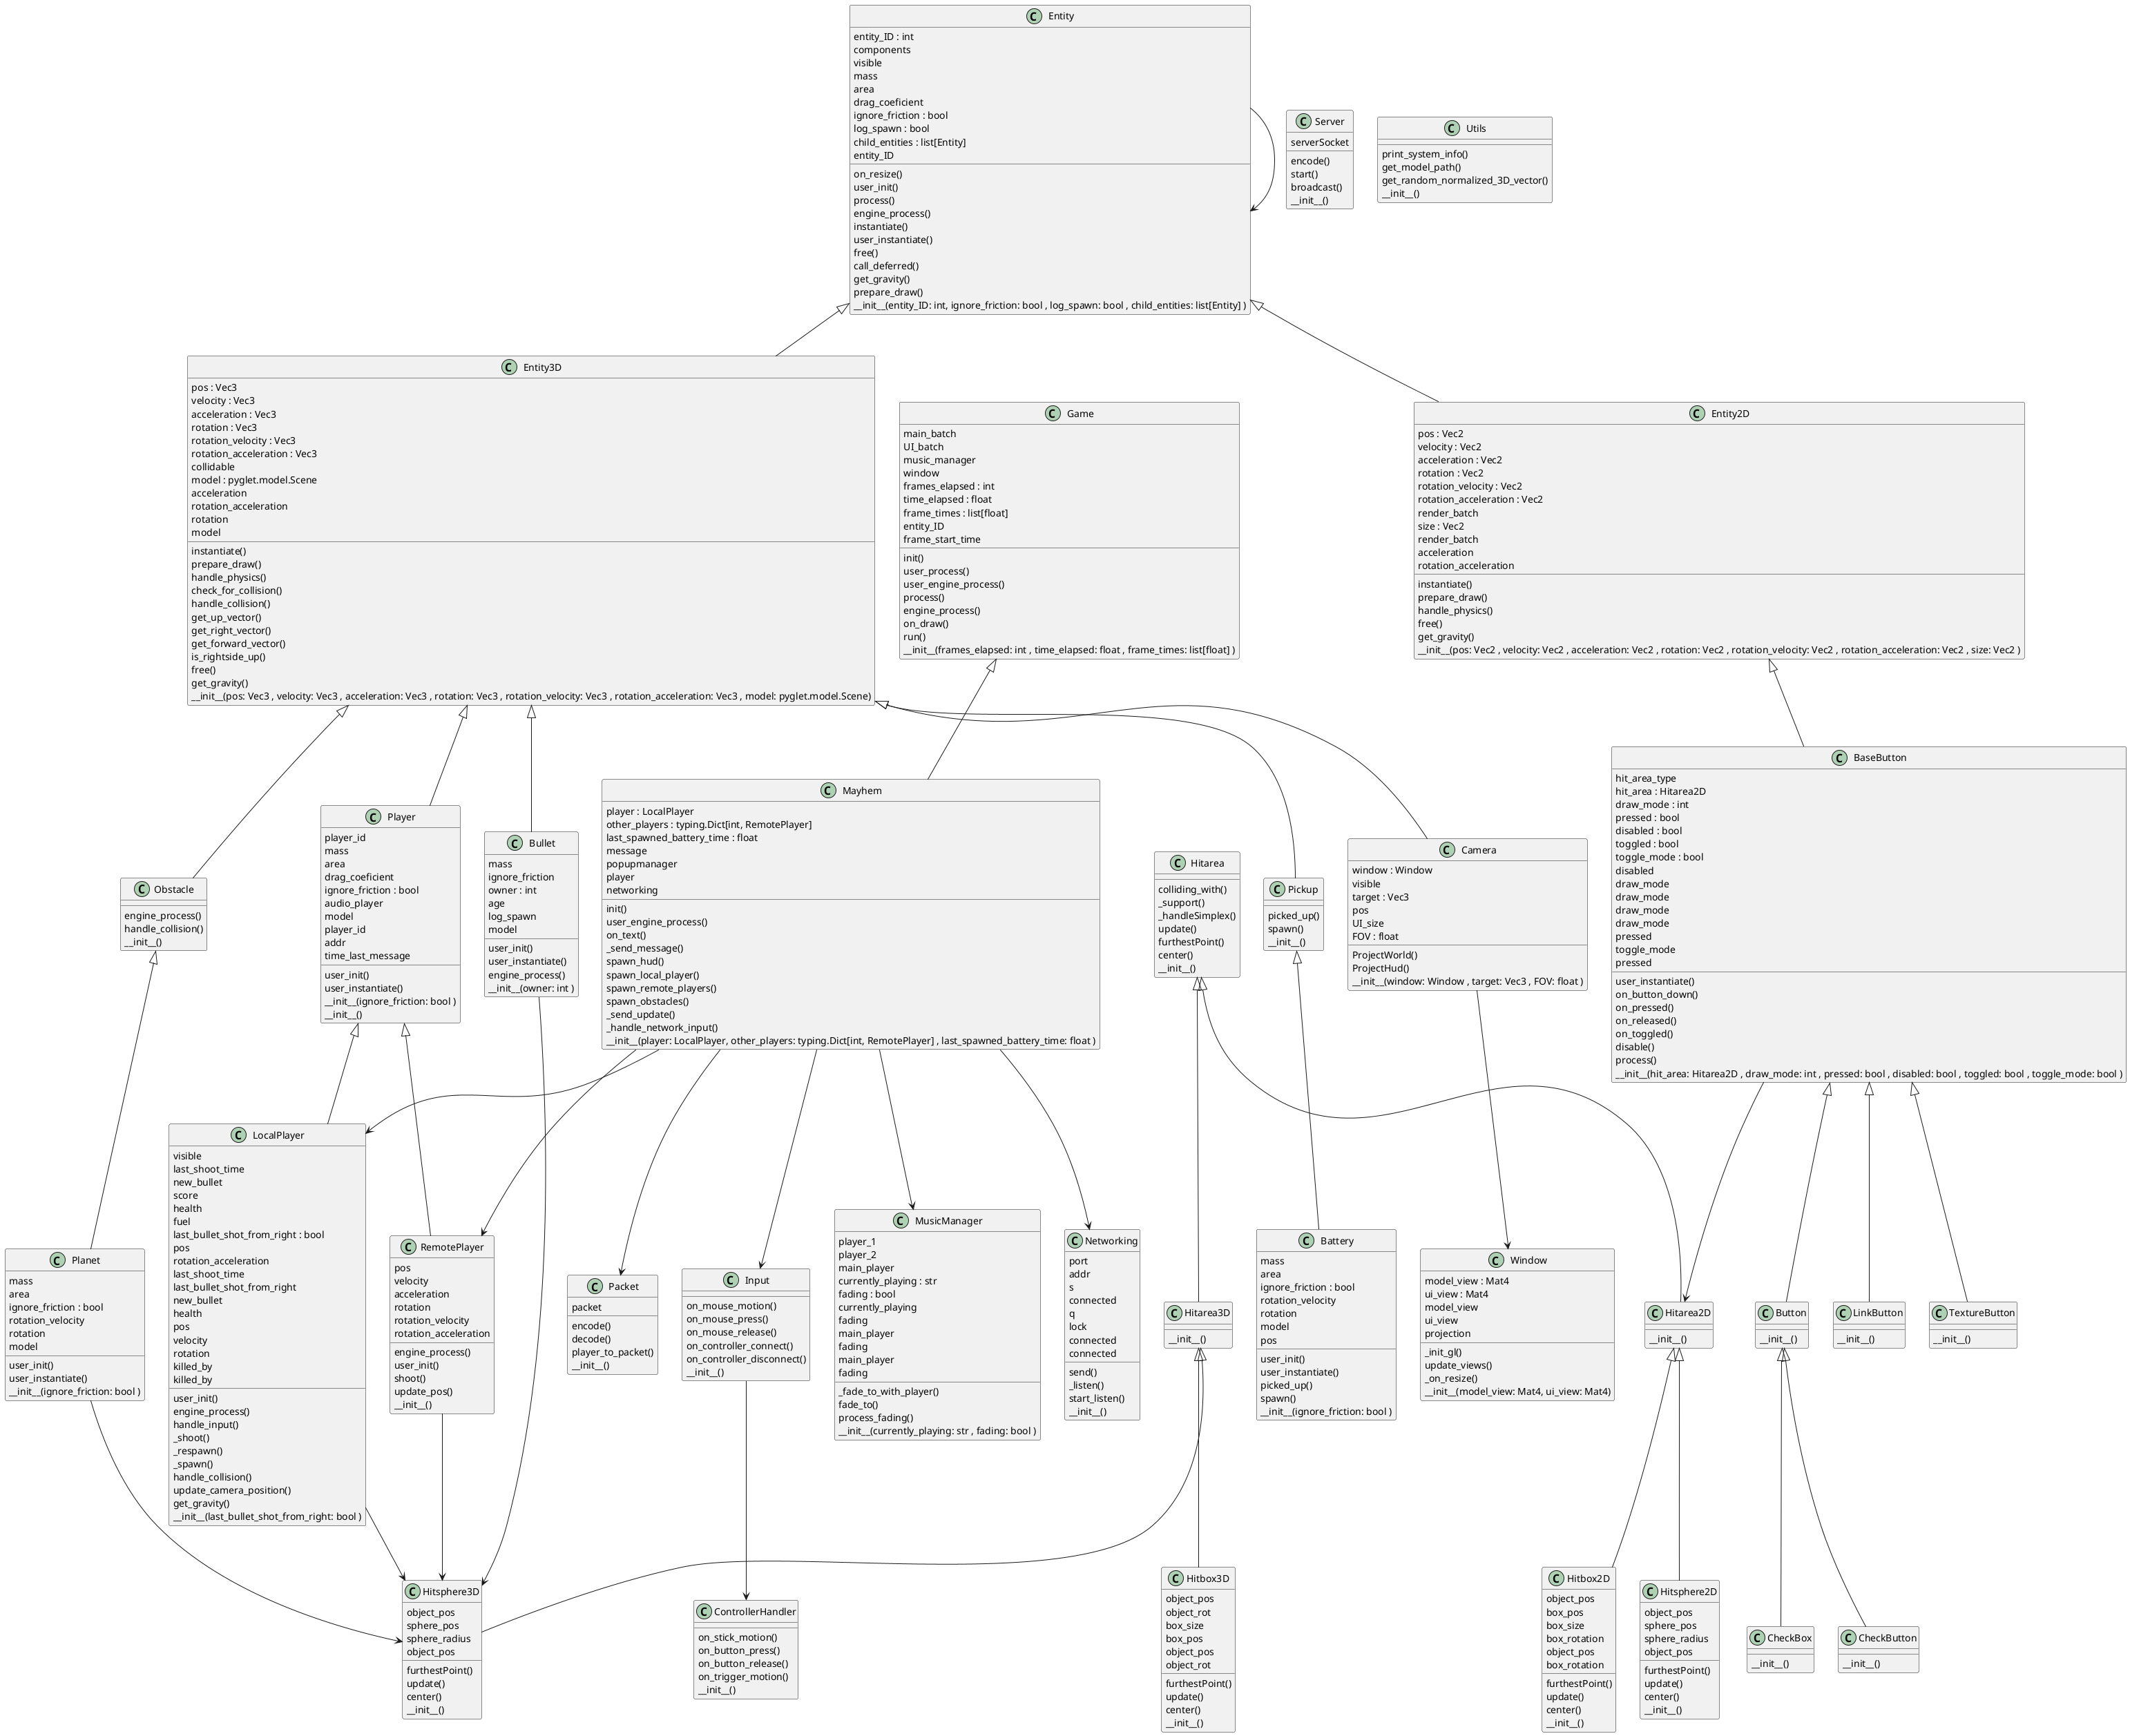 C Entity
entity_ID : int
components
visible
mass
area
drag_coeficient
ignore_friction : bool
log_spawn : bool
child_entities : list[Entity]
entity_ID
on_resize()
user_init()
process()
engine_process()
instantiate()
user_instantiate()
free()
call_deferred()
get_gravity()
prepare_draw()
__init__(entity_ID: int, ignore_friction: bool , log_spawn: bool , child_entities: list[Entity] )
C Server
serverSocket
encode()
start()
broadcast()
__init__()
C Utils
print_system_info()
get_model_path()
get_random_normalized_3D_vector()
__init__()
C Entity3D
pos : Vec3
velocity : Vec3
acceleration : Vec3
rotation : Vec3
rotation_velocity : Vec3
rotation_acceleration : Vec3
collidable
model : pyglet.model.Scene
acceleration
rotation_acceleration
rotation
model
instantiate()
prepare_draw()
handle_physics()
check_for_collision()
handle_collision()
get_up_vector()
get_right_vector()
get_forward_vector()
is_rightside_up()
free()
get_gravity()
__init__(pos: Vec3 , velocity: Vec3 , acceleration: Vec3 , rotation: Vec3 , rotation_velocity: Vec3 , rotation_acceleration: Vec3 , model: pyglet.model.Scene)
C Game
main_batch
UI_batch
music_manager
window
frames_elapsed : int
time_elapsed : float
frame_times : list[float]
entity_ID
frame_start_time
init()
user_process()
user_engine_process()
process()
engine_process()
on_draw()
run()
__init__(frames_elapsed: int , time_elapsed: float , frame_times: list[float] )
C Entity2D
pos : Vec2
velocity : Vec2
acceleration : Vec2
rotation : Vec2
rotation_velocity : Vec2
rotation_acceleration : Vec2
render_batch
size : Vec2
render_batch
acceleration
rotation_acceleration
instantiate()
prepare_draw()
handle_physics()
free()
get_gravity()
__init__(pos: Vec2 , velocity: Vec2 , acceleration: Vec2 , rotation: Vec2 , rotation_velocity: Vec2 , rotation_acceleration: Vec2 , size: Vec2 )
C Obstacle
engine_process()
handle_collision()
__init__()
C Player
player_id
mass
area
drag_coeficient
ignore_friction : bool
audio_player
model
player_id
addr
time_last_message
user_init()
user_instantiate()
__init__(ignore_friction: bool )
__init__()
C Bullet
mass
ignore_friction
owner : int
age
log_spawn
model
user_init()
user_instantiate()
engine_process()
__init__(owner: int )
C Mayhem
player : LocalPlayer
other_players : typing.Dict[int, RemotePlayer]
last_spawned_battery_time : float
message
popupmanager
player
networking
init()
user_engine_process()
on_text()
_send_message()
spawn_hud()
spawn_local_player()
spawn_remote_players()
spawn_obstacles()
_send_update()
_handle_network_input()
__init__(player: LocalPlayer, other_players: typing.Dict[int, RemotePlayer] , last_spawned_battery_time: float )
C Hitarea
colliding_with()
_support()
_handleSimplex()
update()
furthestPoint()
center()
__init__()
C Pickup
picked_up()
spawn()
__init__()
C Camera
window : Window
visible
target : Vec3
pos
UI_size
FOV : float
ProjectWorld()
ProjectHud()
__init__(window: Window , target: Vec3 , FOV: float )
C BaseButton
hit_area_type
hit_area : Hitarea2D
draw_mode : int
pressed : bool
disabled : bool
toggled : bool
toggle_mode : bool
disabled
draw_mode
draw_mode
draw_mode
draw_mode
pressed
toggle_mode
pressed
user_instantiate()
on_button_down()
on_pressed()
on_released()
on_toggled()
disable()
process()
__init__(hit_area: Hitarea2D , draw_mode: int , pressed: bool , disabled: bool , toggled: bool , toggle_mode: bool )
C Planet
mass
area
ignore_friction : bool
rotation_velocity
rotation
model
user_init()
user_instantiate()
__init__(ignore_friction: bool )
C LocalPlayer
visible
last_shoot_time
new_bullet
score
health
fuel
last_bullet_shot_from_right : bool
pos
rotation_acceleration
last_shoot_time
last_bullet_shot_from_right
new_bullet
health
pos
velocity
rotation
killed_by
killed_by
user_init()
engine_process()
handle_input()
_shoot()
_respawn()
_spawn()
handle_collision()
update_camera_position()
get_gravity()
__init__(last_bullet_shot_from_right: bool )
C RemotePlayer
pos
velocity
acceleration
rotation
rotation_velocity
rotation_acceleration
engine_process()
user_init()
shoot()
update_pos()
__init__()
C Packet
packet
encode()
decode()
player_to_packet()
__init__()
C Input
on_mouse_motion()
on_mouse_press()
on_mouse_release()
on_controller_connect()
on_controller_disconnect()
__init__()
C MusicManager
player_1
player_2
main_player
currently_playing : str
fading : bool
currently_playing
fading
main_player
fading
main_player
fading
_fade_to_with_player()
fade_to()
process_fading()
__init__(currently_playing: str , fading: bool )
C Networking
port
addr
s
connected
q
lock
connected
connected
send()
_listen()
start_listen()
__init__()
C Hitarea3D
__init__()
C Battery
mass
area
ignore_friction : bool
rotation_velocity
rotation
model
pos
user_init()
user_instantiate()
picked_up()
spawn()
__init__(ignore_friction: bool )
C Window
model_view : Mat4
ui_view : Mat4
model_view
ui_view
projection
_init_gl()
update_views()
_on_resize()
__init__(model_view: Mat4, ui_view: Mat4)
C Hitarea2D
__init__()
C Button
__init__()
C LinkButton
__init__()
C TextureButton
__init__()
C Hitsphere3D
object_pos
sphere_pos
sphere_radius
object_pos
furthestPoint()
update()
center()
__init__()
C ControllerHandler
on_stick_motion()
on_button_press()
on_button_release()
on_trigger_motion()
__init__()
C Hitbox3D
object_pos
object_rot
box_size
box_pos
object_pos
object_rot
furthestPoint()
update()
center()
__init__()
C Hitbox2D
object_pos
box_pos
box_size
box_rotation
object_pos
box_rotation
furthestPoint()
update()
center()
__init__()
C Hitsphere2D
object_pos
sphere_pos
sphere_radius
object_pos
furthestPoint()
update()
center()
__init__()
C CheckBox
__init__()
C CheckButton
__init__()